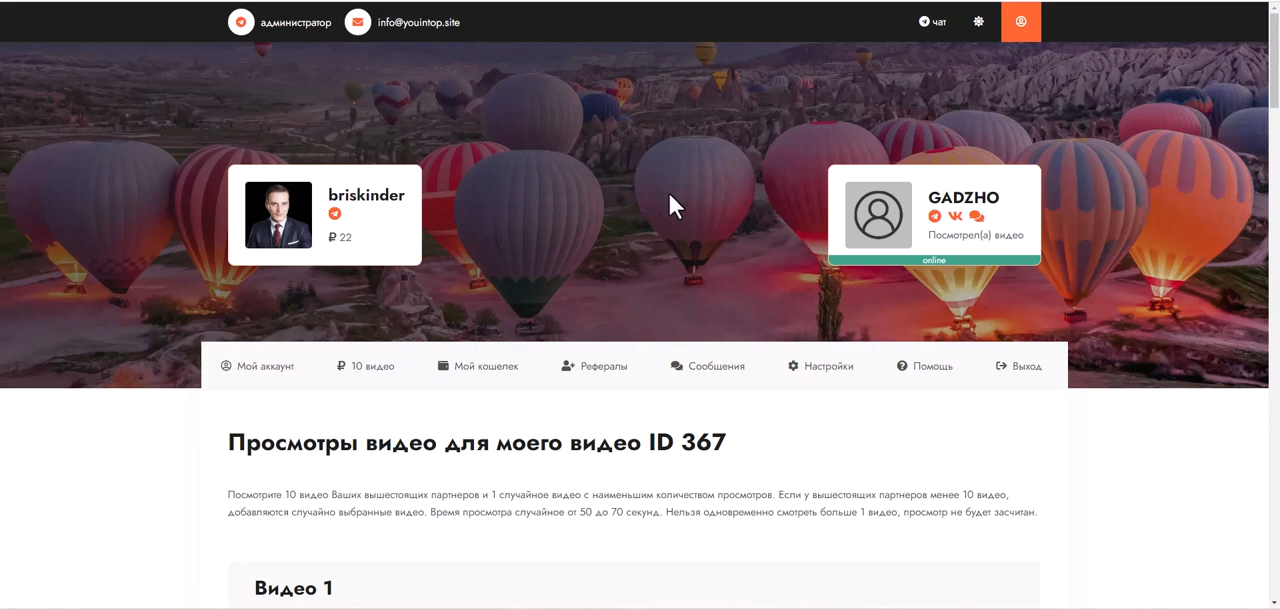 администратор info@youintop.site чат
briskinder
₽ 22
GADZHO
Посмотрел(а) видео
online
Мой аккаунт ₽ 10 видео Мой кошелек Рефералы Сообщения Настройки Помощь Выход
Просмотры видео для моего видео ID 367
Посмотрите 10 видео Ваших вышестоящих партнеров и 1 случайное видео с наименьшим количеством просмотров. Если у вышестоящих партнеров менее 10 видео,
добавляются случайно выбранные видео. Время просмотра случайное от 50 до 70 секунд. Нельзя одновременно смотреть больше 1 видео, просмотр не будет засчитан.
Видео 1